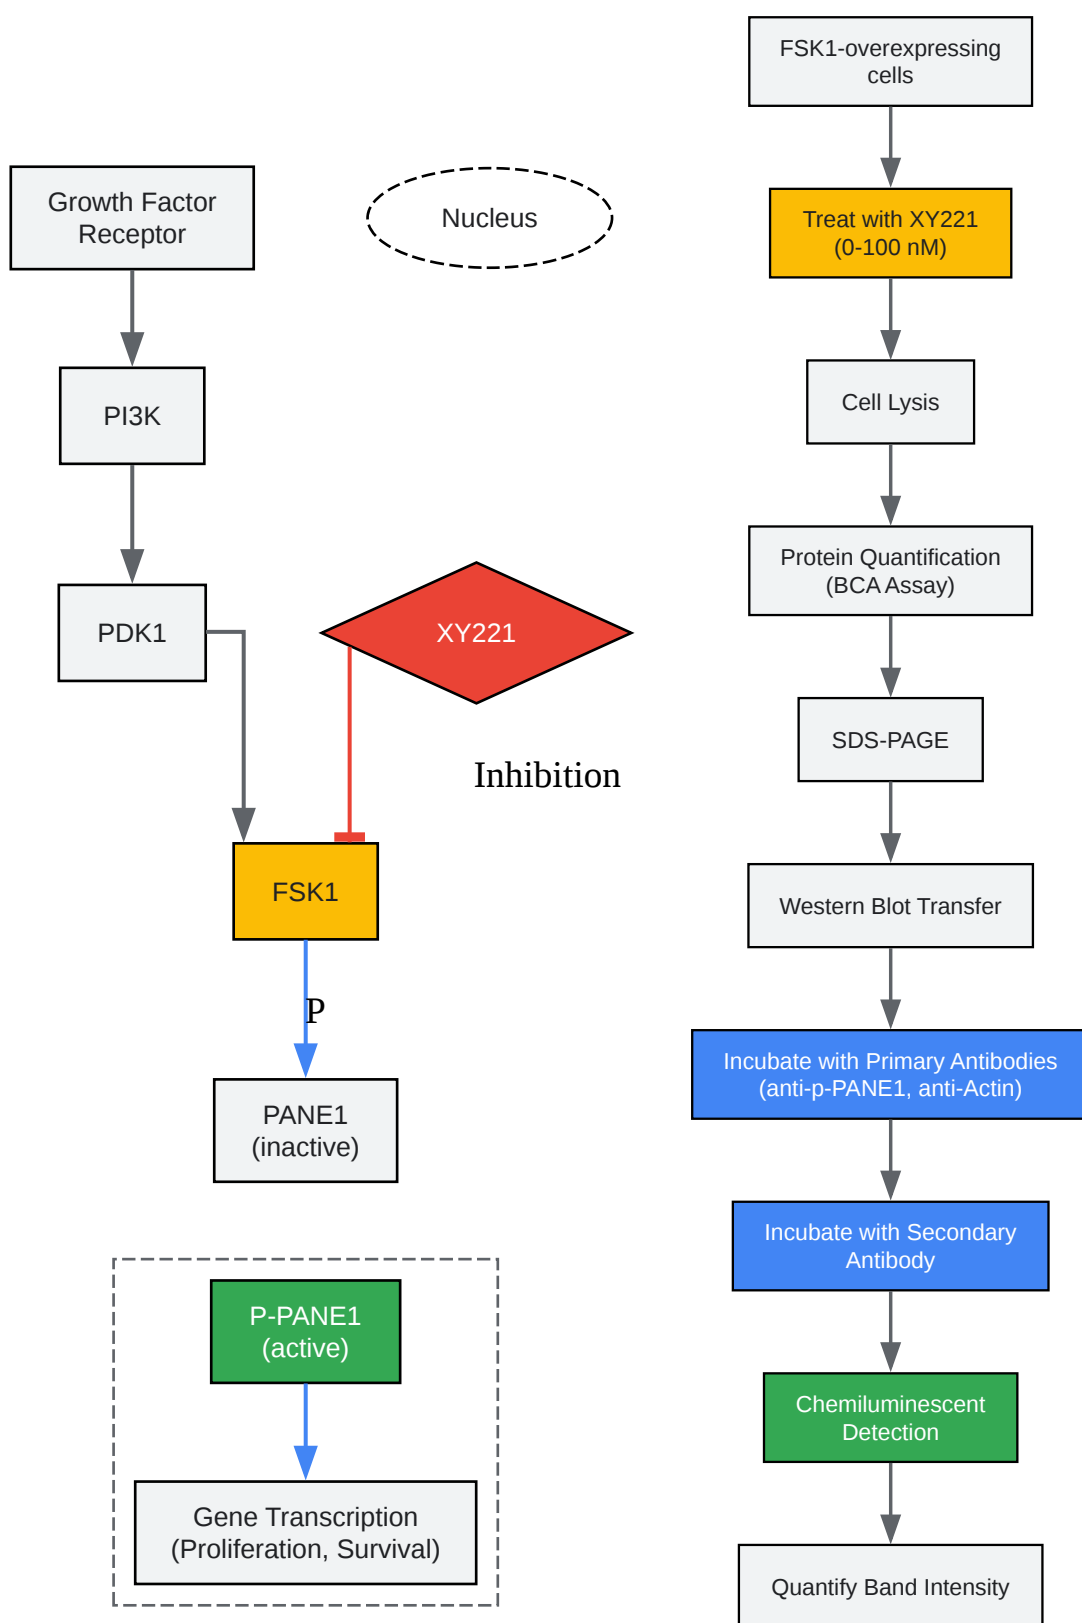 Growth Factor
Receptor
Nucleus
PI3K
PDK1
XY221
Inhibition
FSK1
P
PANE1
(inactive)
P-PANE1
(active)
Gene Transcription
(Proliferation, Survival)
FSK1-overexpressing
cells
Treat with XY221
(0-100 nM)
Cell Lysis
Protein Quantification
(BCA Assay)
SDS-PAGE
Western Blot Transfer
Incubate with Primary Antibodies
(anti-p-PANE1, anti-Actin)
Incubate with Secondary
Antibody
Chemiluminescent
Detection
Quantify Band Intensity